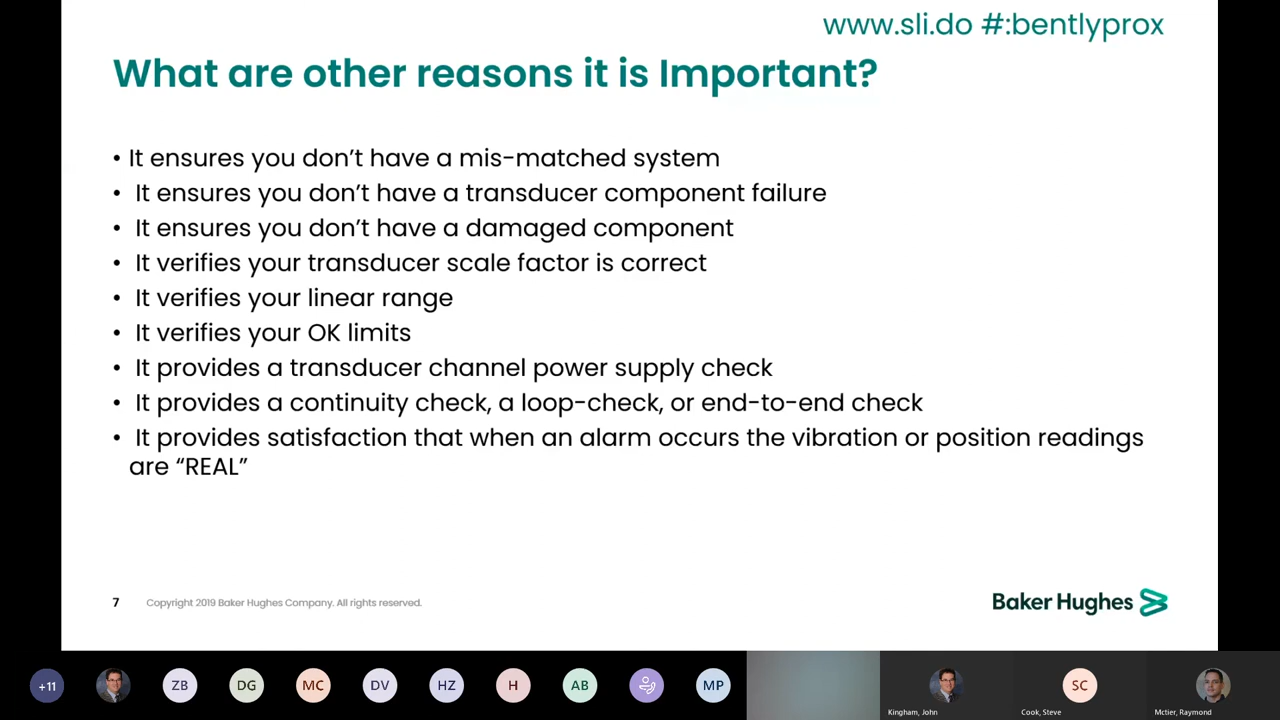 www.sli.do #:bentlyprox
What are other reasons it is Important?
• It ensures you don’t have a mis-matched system
• It ensures you don’t have a transducer component failure
• It ensures you don’t have a damaged component
• It verifies your transducer scale factor is correct
• It verifies your linear range
• It verifies your OK limits
• It provides a transducer channel power supply check
• It provides a continuity check, a loop-check, or end-to-end check
• It provides satisfaction that when an alarm occurs the vibration or position readings
are “REAL”
7 Copyright 2019 Baker Hughes Company. All rights reserved.
Baker Hughes
+11 ZB DG MC DV HZ H AB MP SC
Kingham, John Cook, Steve Mctier, Raymond